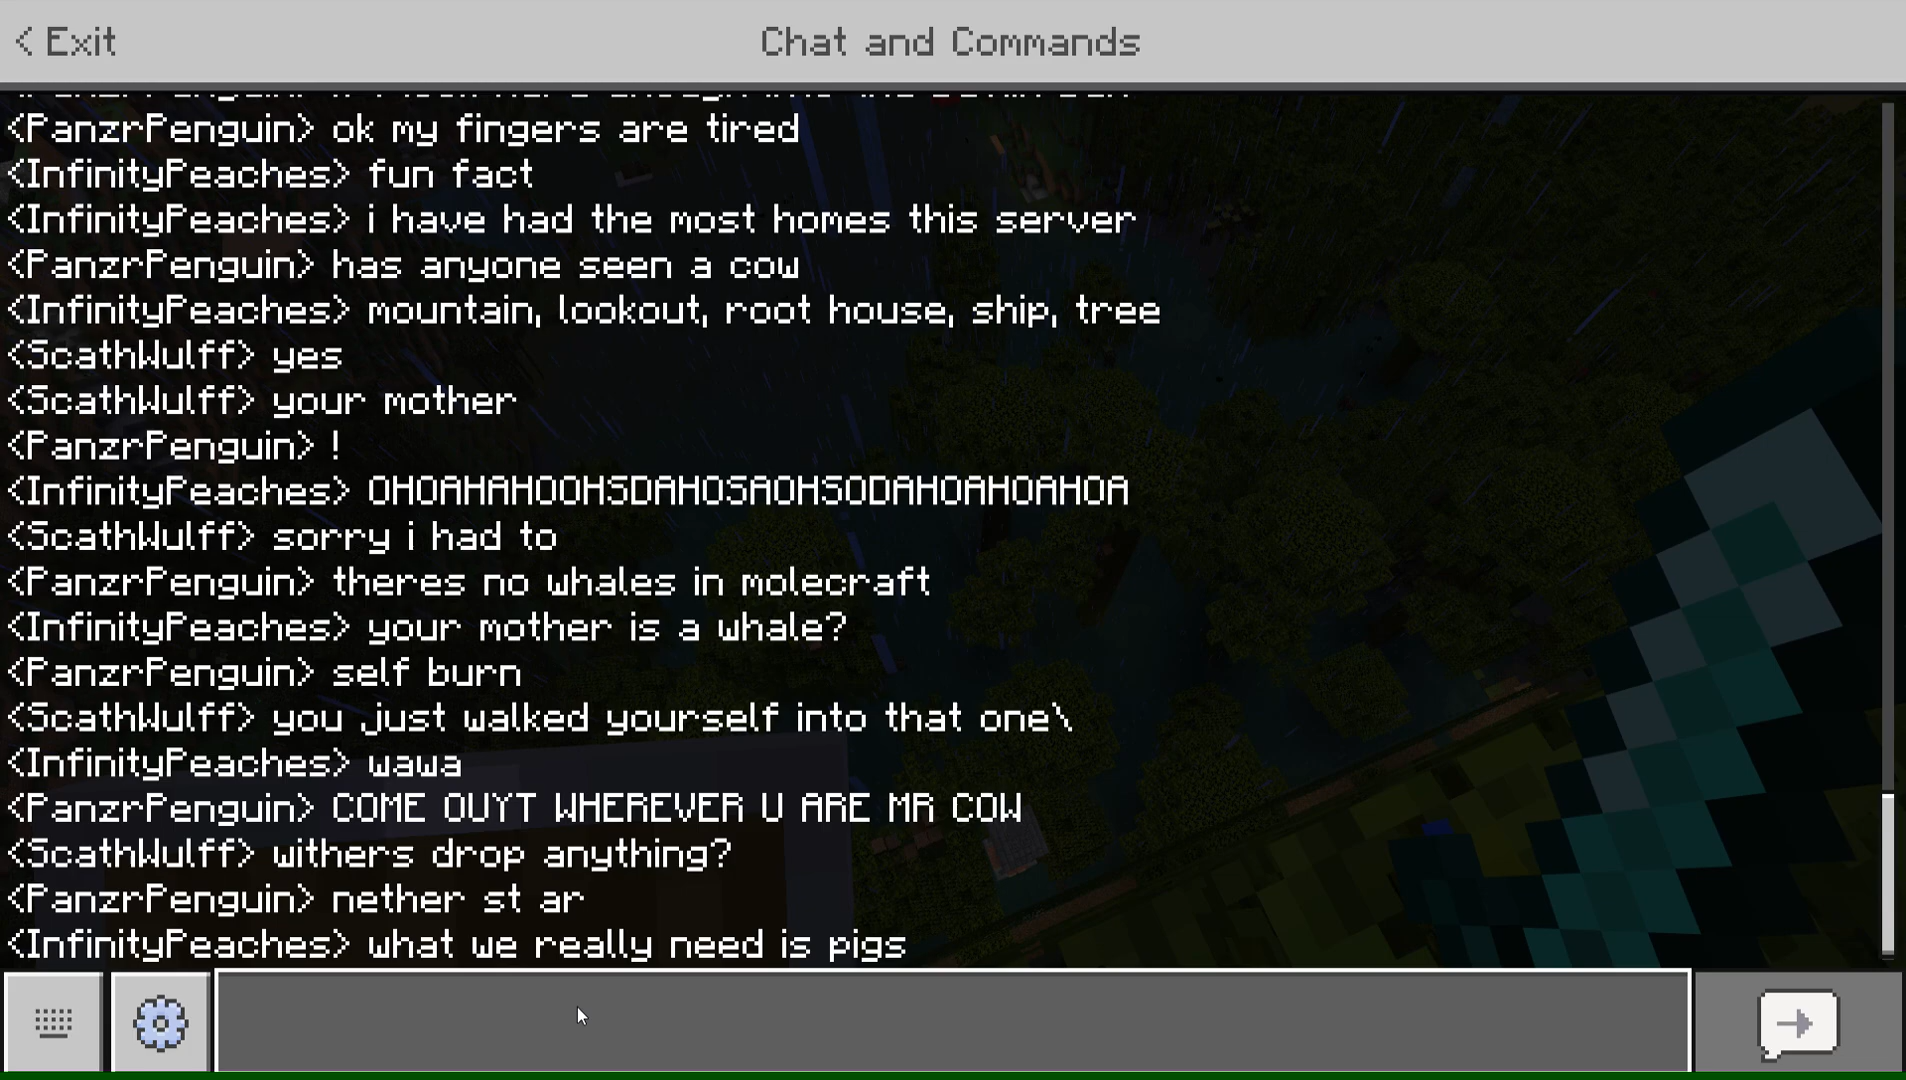 < Exit
Chat and Commands
<PanzrPenguin> ok my fingers are tired
<InfinityPeaches> fun fact
<InfinityPeaches> i have had the most homes this server
<PanzrPenguin> has anyone seen a cow
<InfinityPeaches> mountain, lookout, root house, ship, tree
<ScathWulff> yes
<ScathWulff> your mother
<PanzrPenguin> !
<InfinityPeaches> OHOAHAHOOHSDAHOSAOHSODAHOAHOAHOA
<ScathWulff> sorry i had to
<PanzrPenguin> theres no whales in molecraft
<InfinityPeaches> your mother is a whale?
<PanzrPenguin> self burn
<ScathWulff> you just walked yourself into that one\
<InfinityPeaches> wawa
<PanzrPenguin> COME OUYT WHEREVER U ARE MR COW
<ScathWulff> withers drop anything?
<PanzrPenguin> nether st ar
<InfinityPeaches> what we really need is pigs